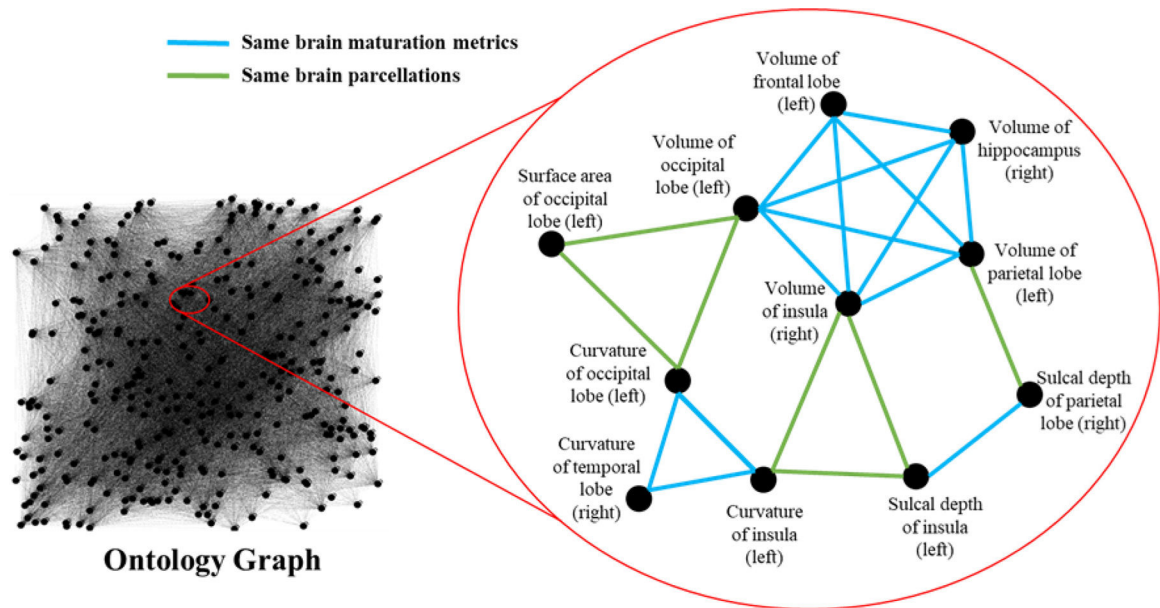 Same brain maturation metrics
Same brain parcellations
Volume of
frontal lobe
(left)
Volume of
hippocampus
(right)
Volume of
occipital
lobe (left)
Surface area
of occipital
lobe (left)
Volume of
parietal lobe
(left)
Volume
of insula
(right)
Curvature
of occipital
lobe (left)
Sulcal depth
of parietal
lobe (right)
Curvature
of temporal
lobe
(right)
Curvature
of insula
(left)
Sulcal depth
of insula
(left)
Ontology Graph